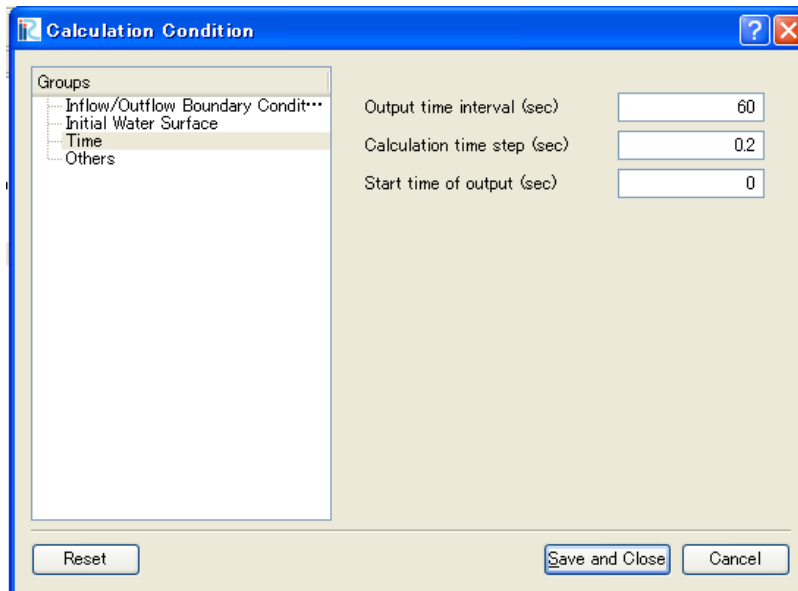 Calculation Condition
Groups
Inflow/Outflow Boundary Condit···
Initial Water Surface
Time
Others
Output time interval (sec) 60
Calculation time step (sec) 0.2
Start time of output (sec) 0
Reset Save and Close Cancel